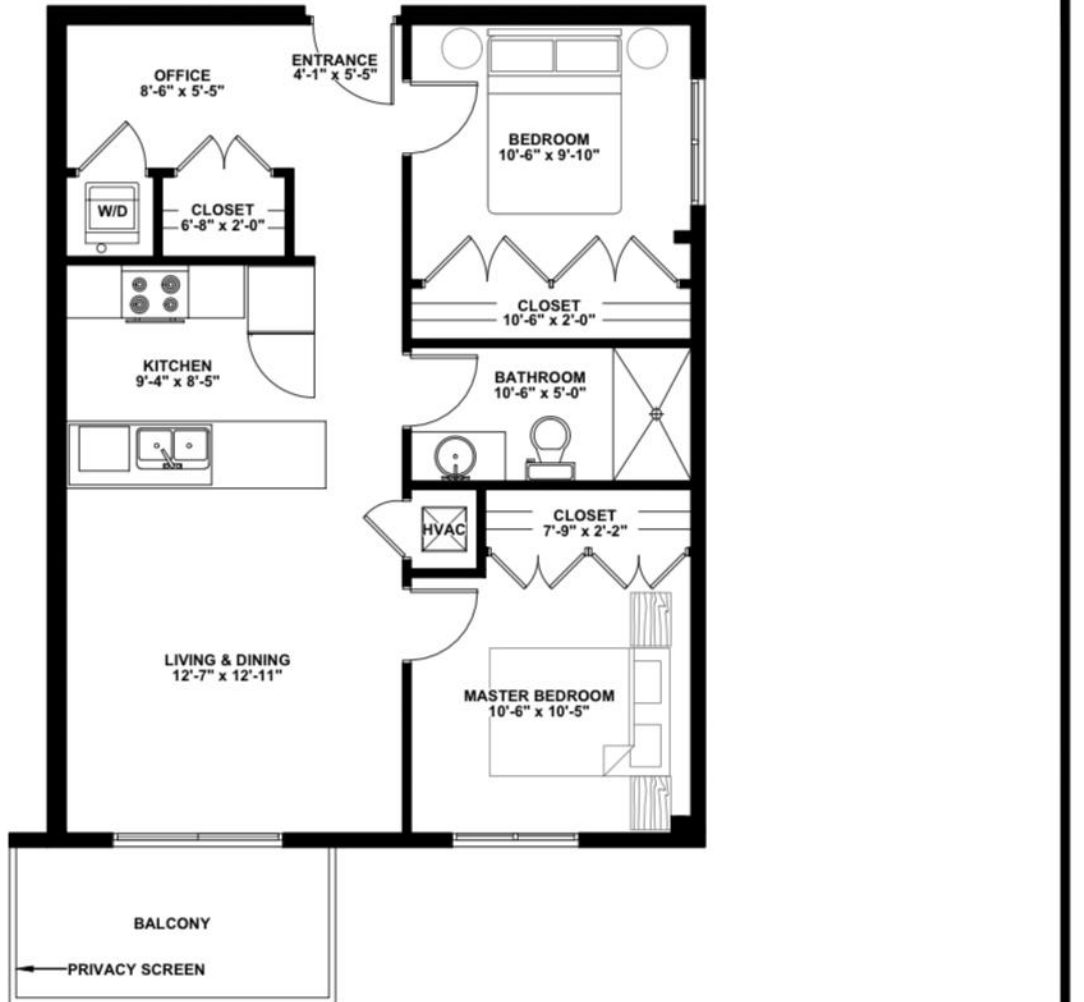 ENTRANCE
4'-1" x 5'-5"
OFFICE
8'-6" x 5'-5"
BEDROOM
10'-6" x 9'-10"
W/D
CLOSET
6'-8" x 2'-0"
CLOSET
10'-6" x 2'-0"
KITCHEN
9'-4" x 8'-5"
BATHROOM
10'-6" x 5'-0"
CLOSET
7'-9" x 2'-2"
HVAC
LIVING & DINING
12'-7" x 12'-11"
MASTER BEDROOM
10'-6" x 10'-5"
BALCONY
PRIVACY SCREEN